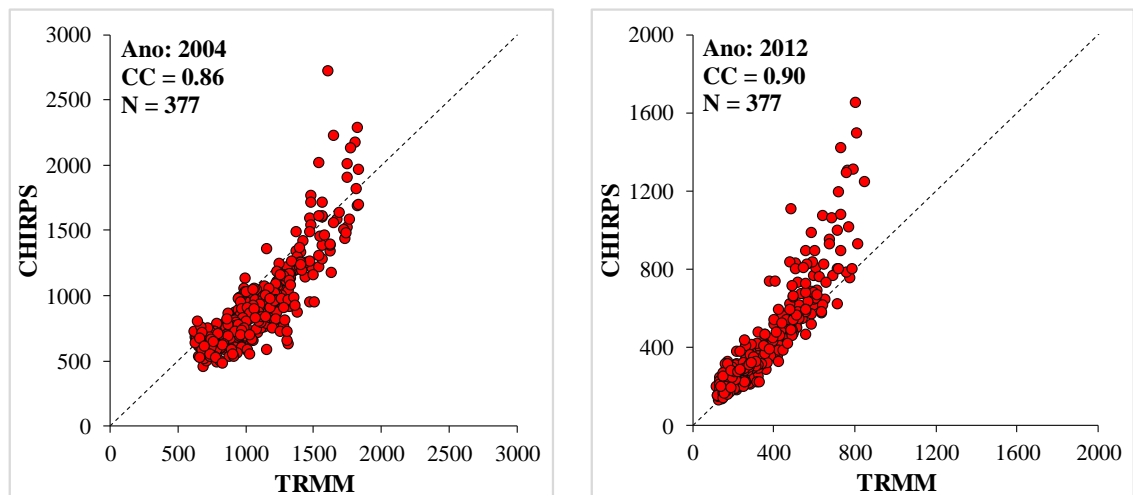 Ano: 2004
CC = 0.86
N = 377
3000
2500
2000
1500
1000
500
0
CHIRPS
0 500 1000 1500 2000 2500 3000
TRMM
Ano: 2012
CC = 0.90
N = 377
2000
1600
1200
800
400
0
CHIRPS
0 400 800 1200 1600 2000
TRMM